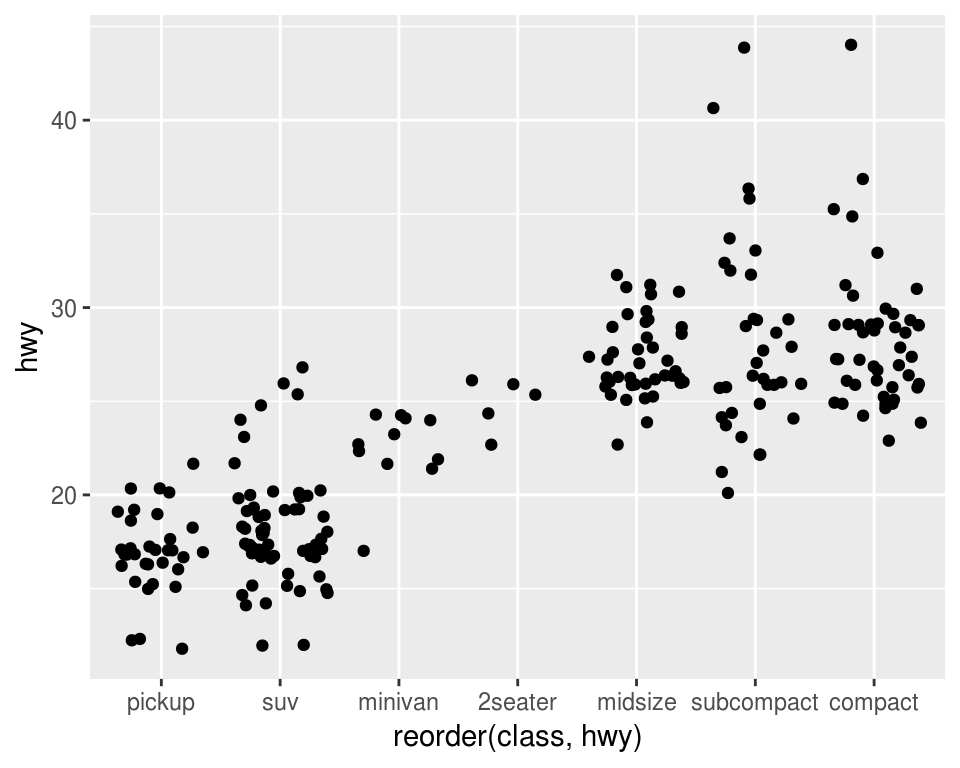 hwy
40
30
20
pickup suv minivan 2seater midsize subcompact compact
reorder(class, hwy)